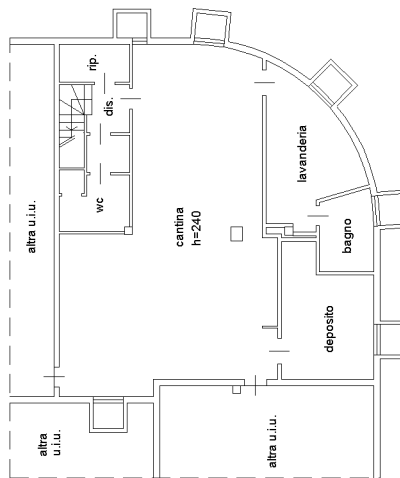 rip.
dis.
lavanderia
wc
altra u.i.u.
cantina
h=240
bagno
deposito
altra
u.i.u.
altra u.i.u.